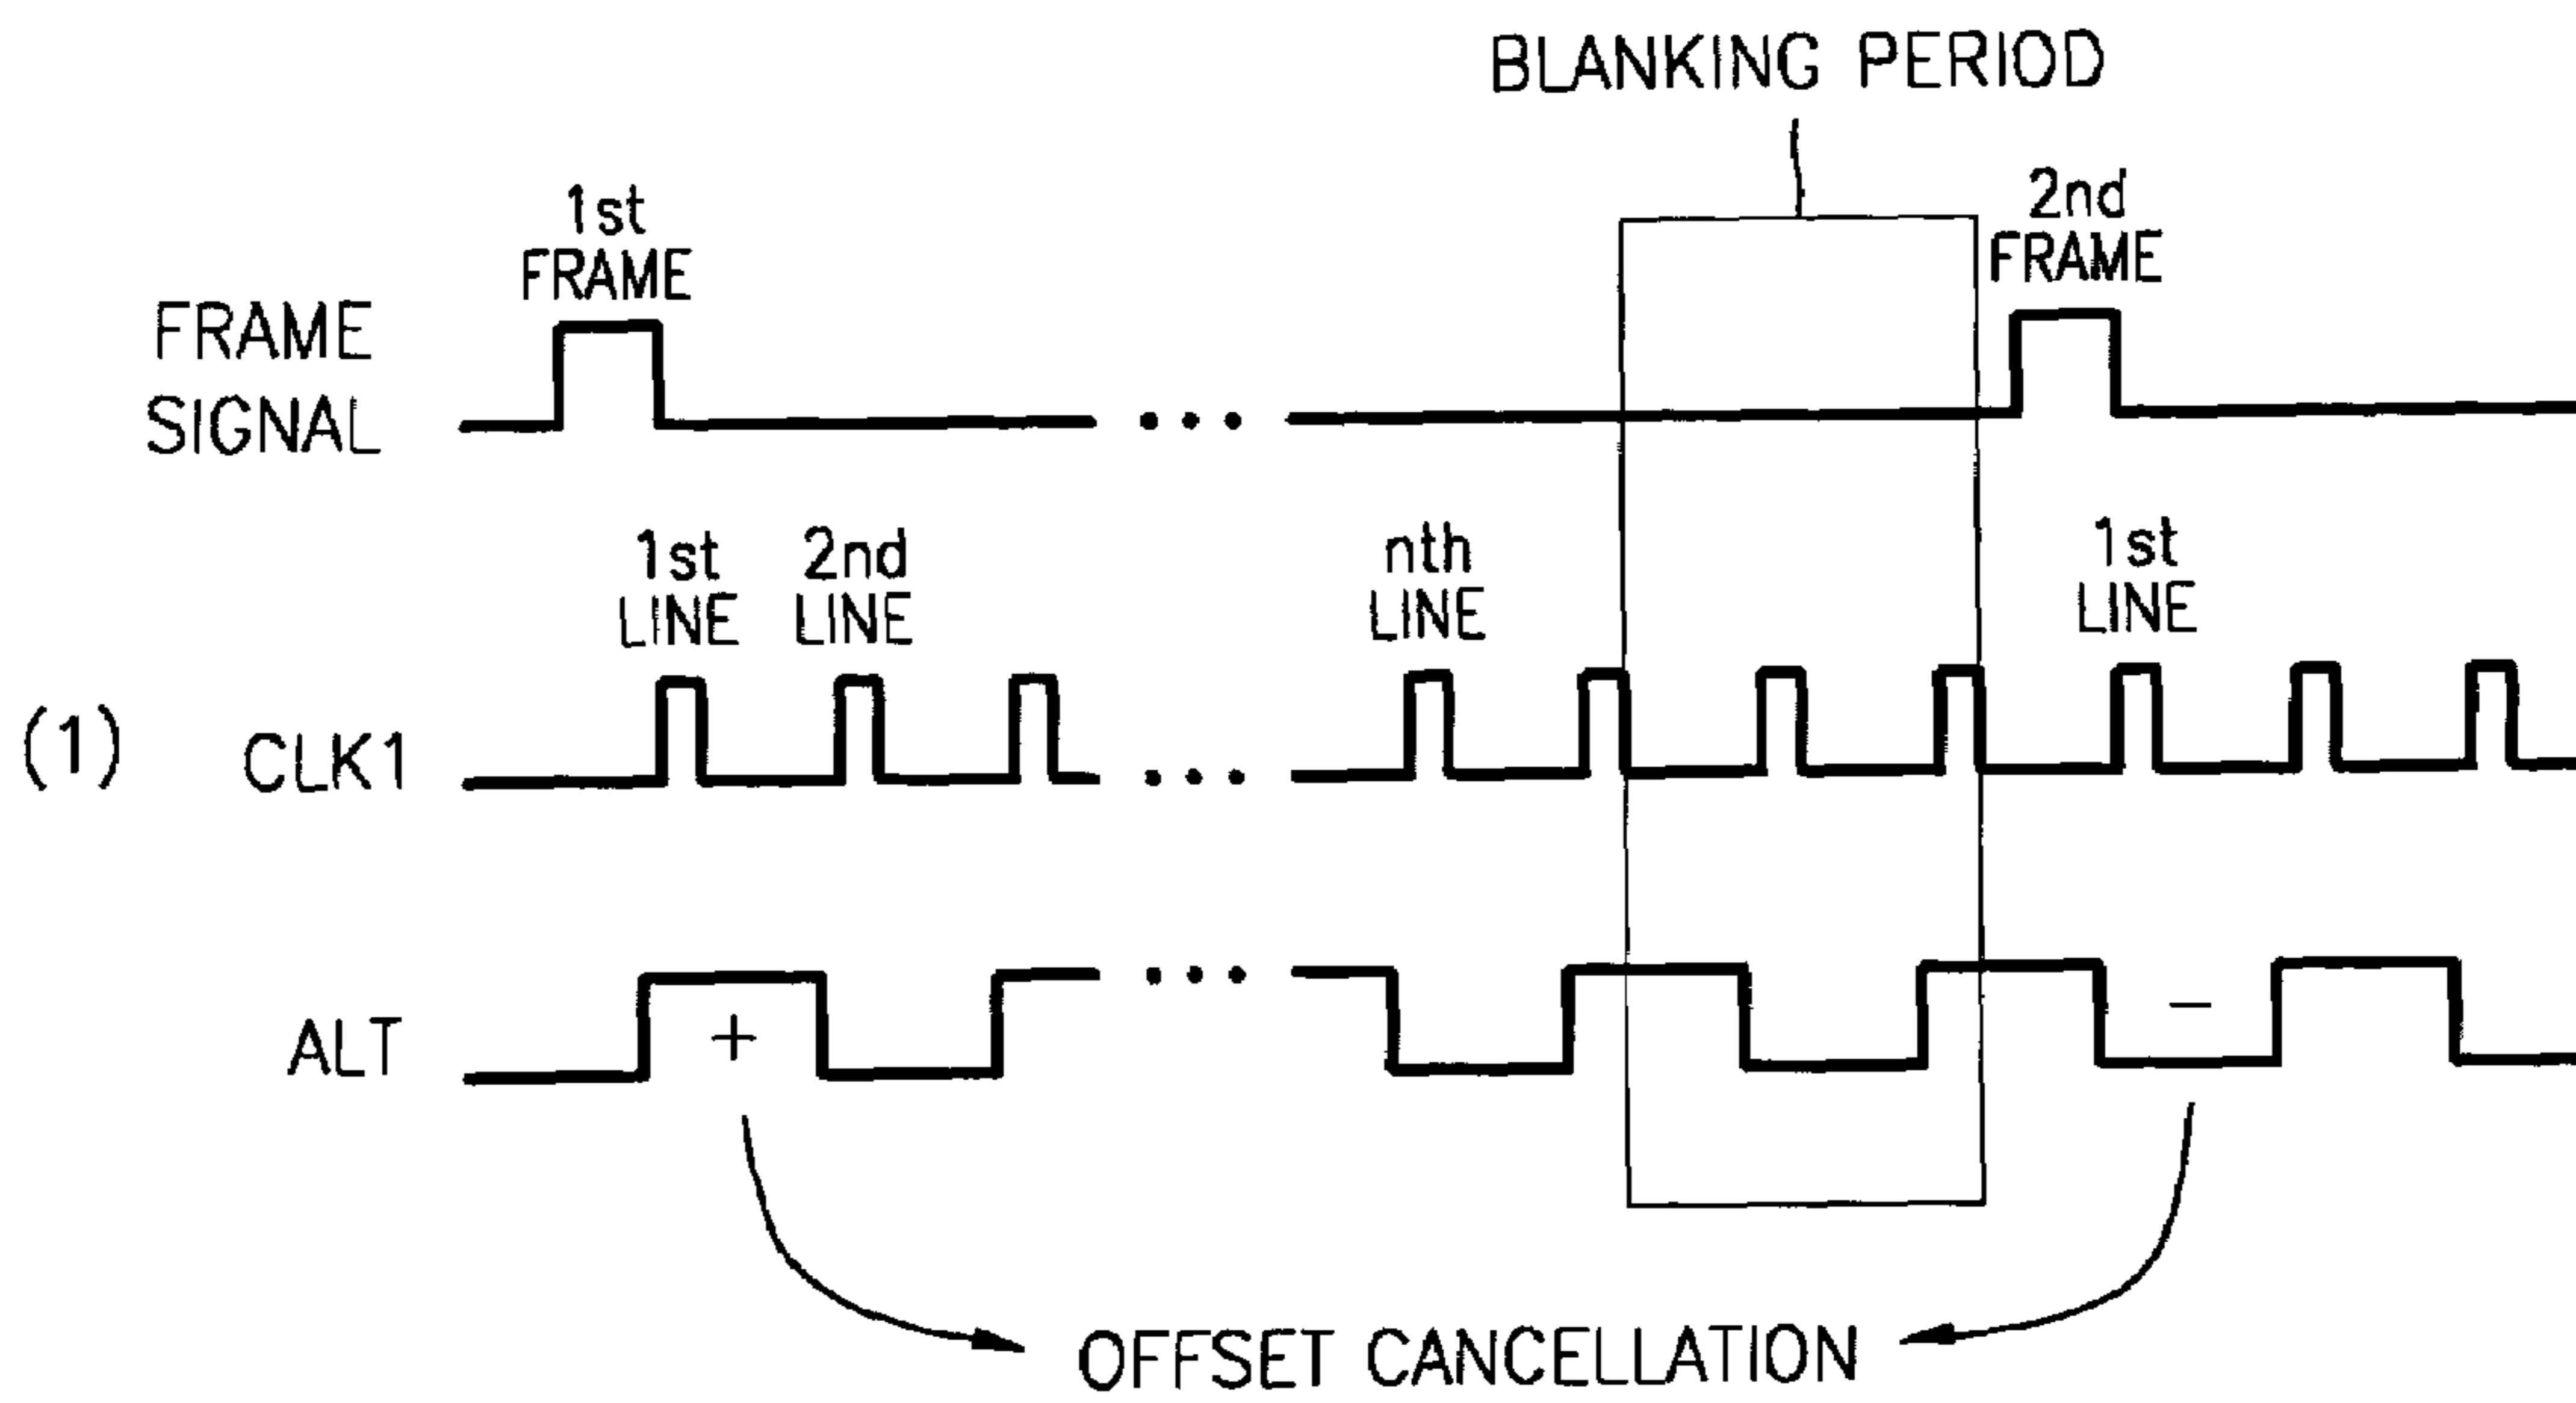 BLANKING PERIOD
1st
FRAME
2nd
FRAME
FRAME
SIGNAL
1st
LINE
2nd
LINE
nth
LINE
1st
LINE
(1)
CLK1
ALT
+
−
OFFSET CANCELLATION